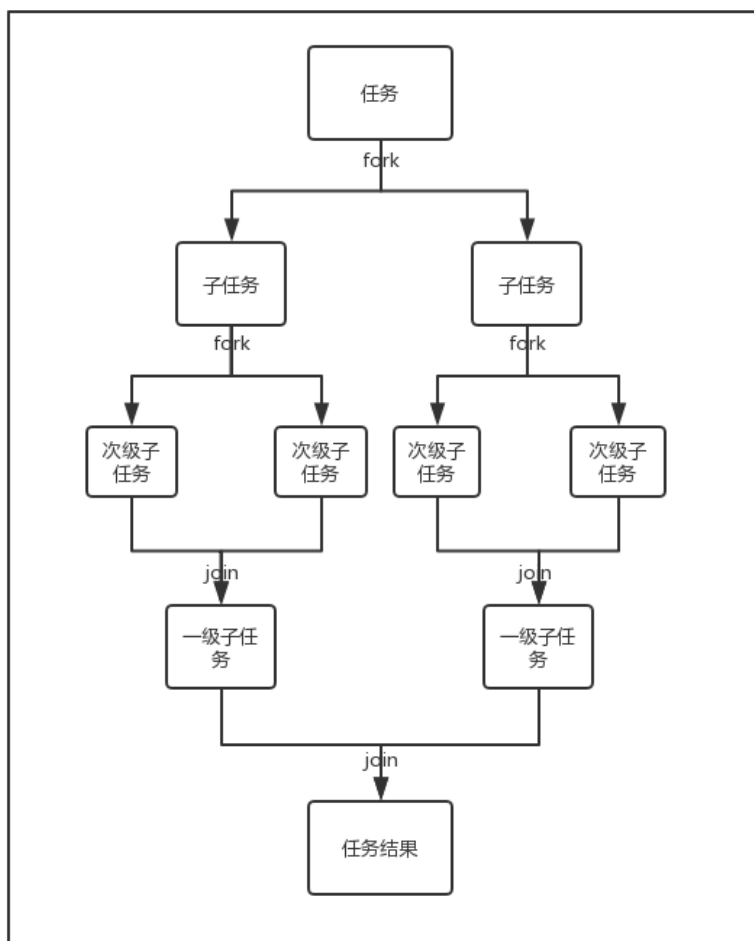 任务
fork
子任务
子任务
fork
fork
次级子
任务
次级子
任务
次级子
任务
次级子
任务
join
join
一级子任
务
一级子任
务
join
任务结果